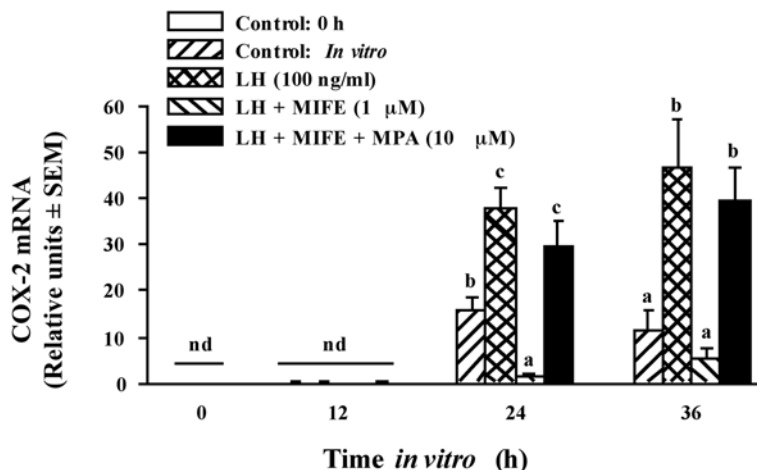 Control: 0 h
Control: In vitro
LH (100 ng/ml)
LH + MIFE (1 μM)
LH + MIFE + MPA (10 μM)
COX-2 mRNA
(Relative units ± SEM)
60
50
40
30
20
10
0
nd
nd
b
c
a
c
a
b
a
b
0
12
24
36
Time in vitro (h)